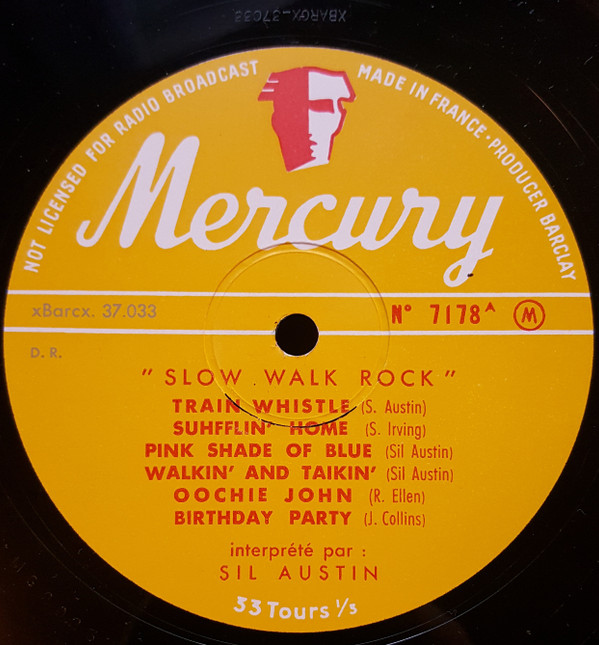 XBARCX_37033
NOT LICENSED FOR RADIO BROADCAST
MADE IN FRANCE · PRODUCER BARCLAY
Mercury
xBarcx. 37.033
N° 7178 A M
D. R.
" SLOW WALK ROCK "
TRAIN WHISTLE (S. Austin)
SUHFFLIN' HOME (S. Irving)
PINK SHADE OF BLUE (Sil Austin)
WALKIN' AND TAIKIN' (Sil Austin)
OOCHIE JOHN (R. Ellen)
BIRTHDAY PARTY (J. Collins)
interprété par :
SIL AUSTIN
33 Tours 1/3